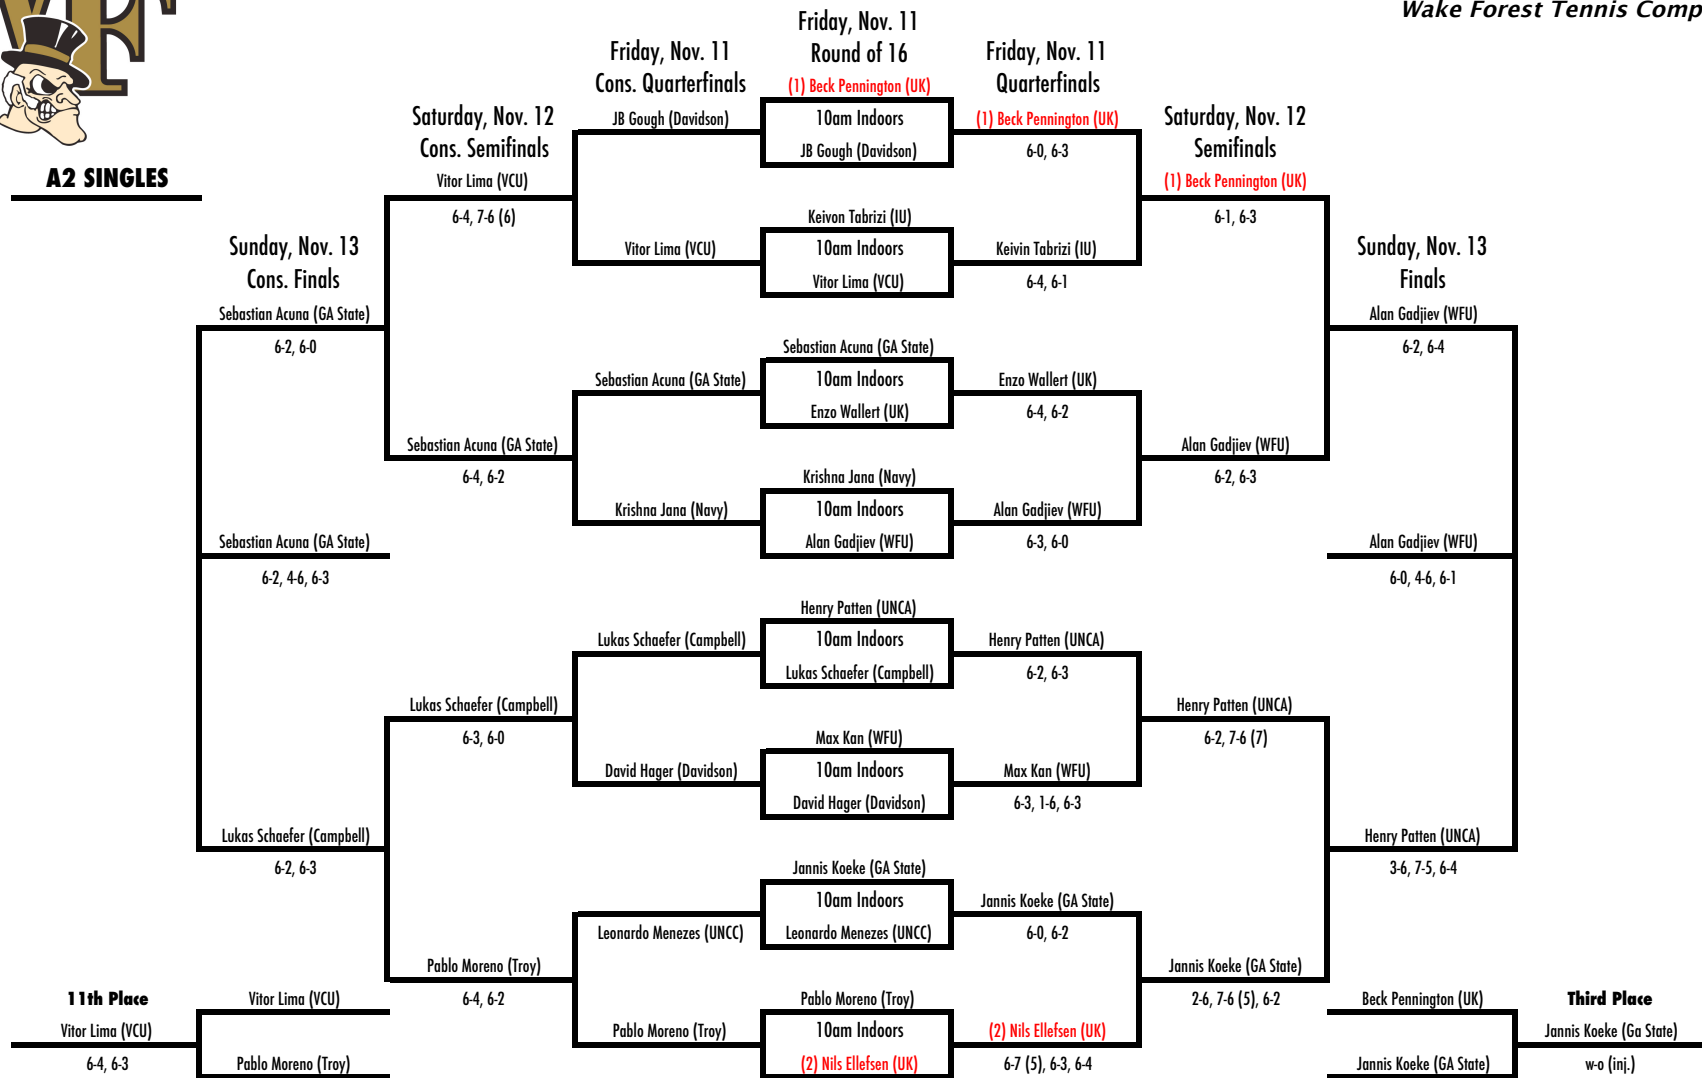 WF
Wake Forest Tennis Comp
A2 SINGLES
Sunday, Nov. 13
Cons. Finals
Sebastian Acuna (GA State)
6-2, 6-0
Sebastian Acuna (GA State)
6-2, 4-6, 6-3
Lukas Schaefer (Campbell)
6-2, 6-3
Saturday, Nov. 12
Cons. Semifinals
Vitor Lima (VCU)
6-4, 7-6 (6)
Sebastian Acuna (GA State)
6-4, 6-2
Lukas Schaefer (Campbell)
6-3, 6-0
Pablo Moreno (Troy)
6-4, 6-2
Friday, Nov. 11
Cons. Quarterfinals
JB Gough (Davidson)
Vitor Lima (VCU)
Sebastian Acuna (GA State)
Krishna Jana (Navy)
Lukas Schaefer (Campbell)
David Hager (Davidson)
Leonardo Menezes (UNCC)
Pablo Moreno (Troy)
Friday, Nov. 11
Round of 16
(1) Beck Pennington (UK)
10am Indoors
JB Gough (Davidson)
Keivon Tabrizi (IU)
10am Indoors
Vitor Lima (VCU)
Sebastian Acuna (GA State)
10am Indoors
Enzo Wallert (UK)
Krishna Jana (Navy)
10am Indoors
Alan Gadjiev (WFU)
Henry Patten (UNCA)
10am Indoors
Lukas Schaefer (Campbell)
Max Kan (WFU)
10am Indoors
David Hager (Davidson)
Jannis Koeke (GA State)
10am Indoors
Leonardo Menezes (UNCC)
Pablo Moreno (Troy)
10am Indoors
(2) Nils Ellefsen (UK)
Friday, Nov. 11
Quarterfinals
(1) Beck Pennington (UK)
6-0, 6-3
Keivin Tabrizi (IU)
6-4, 6-1
Enzo Wallert (UK)
6-4, 6-2
Alan Gadjiev (WFU)
6-3, 6-0
Henry Patten (UNCA)
6-2, 6-3
Max Kan (WFU)
6-3, 1-6, 6-3
Jannis Koeke (GA State)
6-0, 6-2
(2) Nils Ellefsen (UK)
6-7 (5), 6-3, 6-4
Saturday, Nov. 12
Semifinals
(1) Beck Pennington (UK)
6-1, 6-3
Alan Gadjiev (WFU)
6-2, 6-3
Henry Patten (UNCA)
6-2, 7-6 (7)
Jannis Koeke (GA State)
2-6, 7-6 (5), 6-2
Sunday, Nov. 13
Finals
Alan Gadjiev (WFU)
6-2, 6-4
Alan Gadjiev (WFU)
6-0, 4-6, 6-1
Henry Patten (UNCA)
3-6, 7-5, 6-4
11th Place
Vitor Lima (VCU)
6-4, 6-3
Vitor Lima (VCU)
Pablo Moreno (Troy)
Beck Pennington (UK)
Jannis Koeke (GA State)
Third Place
Jannis Koeke (Ga State)
w-o (inj.)